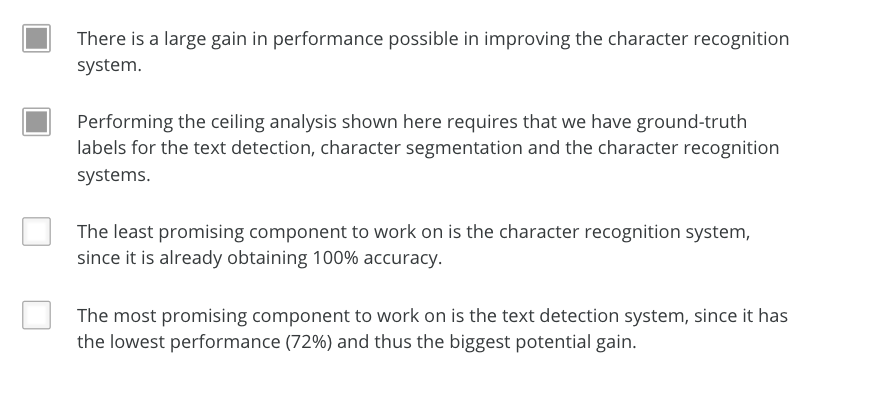 There is a large gain in performance possible in improving the character recognition
system.
Performing the ceiling analysis shown here requires that we have ground-truth
labels for the text detection, character segmentation and the character recognition
systems.
The least promising component to work on is the character recognition system,
since it is already obtaining 100% accuracy.
The most promising component to work on is the text detection system, since it has
the lowest performance (72%) and thus the biggest potential gain.